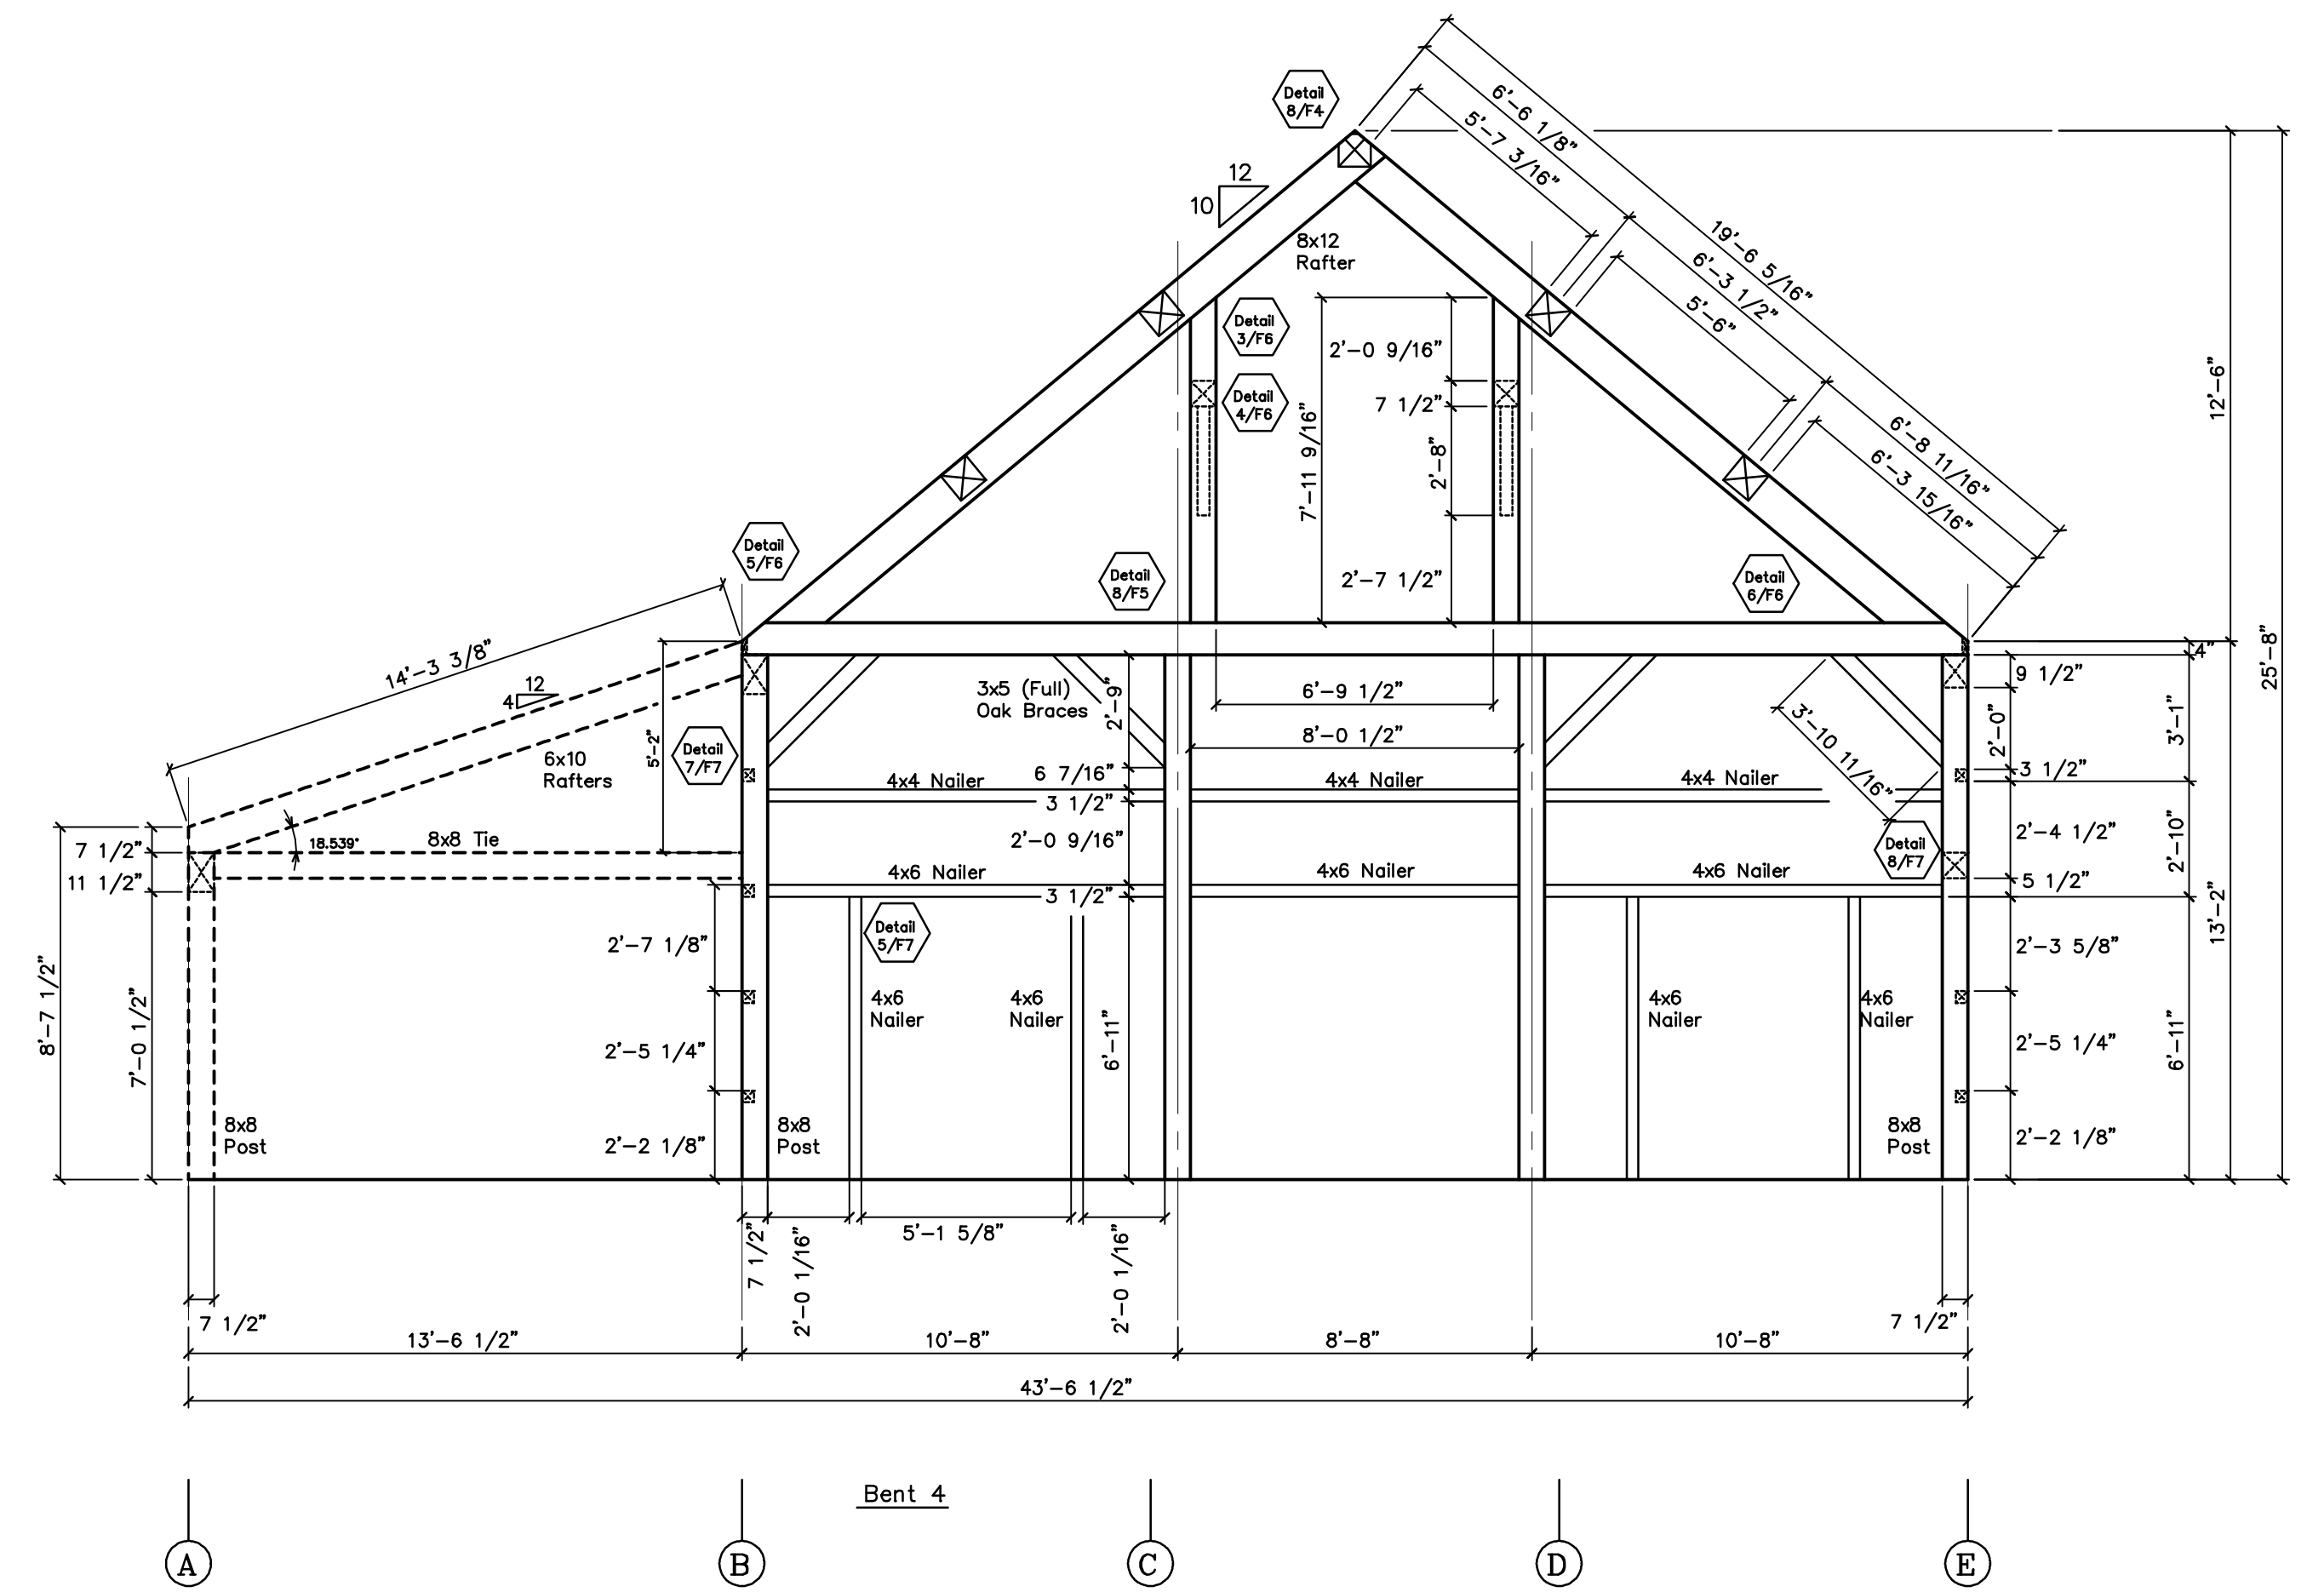 Detail
8/F4
6'-6 1/8"
5'-7 3/16"
19'-6 5/16"
6'-3 1/2"
5'-6"
6'-8 11/16"
6'-3 15/16"
12
10
8x12
Rafter
Detail
3/F6
Detail
4/F6
2'-0 9/16"
7 1/2"
7'-11 9/16"
2'-8"
2'-7 1/2"
12'-6"
25'-8"
Detail
5/F6
Detail
8/F5
Detail
6/F6
14'-3 3/8"
12
4
5'-2"
6x10
Rafters
Detail
7/F7
3x5 (Full)
Oak Braces
2'-9"
6'-9 1/2"
8'-0 1/2"
3'-10 11/16"
4"
9 1/2"
2'-0"
3'-1"
3 1/2"
6 7/16"
4x4 Nailer
4x4 Nailer
4x4 Nailer
3 1/2"
2'-0 9/16"
18.539°
8x8 Tie
7 1/2"
11 1/2"
4x6 Nailer
4x6 Nailer
4x6 Nailer
Detail
8/F7
2'-4 1/2"
2'-10"
5 1/2"
3 1/2"
13'-2"
Detail
5/F7
2'-7 1/8"
2'-3 5/8"
8'-7 1/2"
7'-0 1/2"
4x6
Nailer
4x6
Nailer
4x6
Nailer
4x6
Nailer
2'-5 1/4"
6'-11"
2'-5 1/4"
6'-11"
8x8
Post
2'-2 1/8"
8x8
Post
8x8
Post
2'-2 1/8"
7 1/2"
2'-0 1/16"
5'-1 5/8"
2'-0 1/16"
7 1/2"
7 1/2"
13'-6 1/2"
10'-8"
8'-8"
10'-8"
43'-6 1/2"
Bent 4
A
B
C
D
E